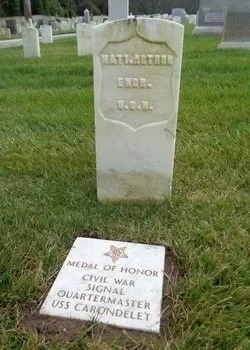 MATT. ARTHUR
ENGR.
U.S.N.
MEDAL OF HONOR
CIVIL WAR
SIGNAL
QUARTERMASTER
USS CARONDELET